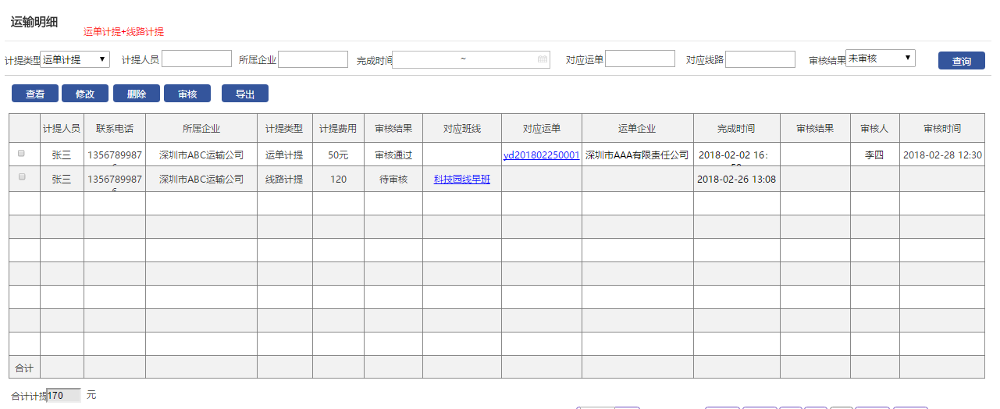 运输明细
运单计提+线路计提
计提类型 运单计提 计提人员 所属企业 完成时间 ~ 对应运单 对应线路 审核结果 未审核 查询
查看 修改 删除 审核 导出
计提人员 联系电话 所属企业 计提类型 计提费用 审核结果 对应班线 对应运单 运单企业 完成时间 审核结果 审核人 审核时间
张三 1356789987 深圳市ABC运输公司 运单计提 50元 审核通过 yd201802250001 深圳市AAA有限责任公司 2018-02-02 16: 李四 2018-02-28 12:30
张三 1356789987 深圳市ABC运输公司 线路计提 120 待审核 科技园线早班 2018-02-26 13:08
合计
合计计提 170 元